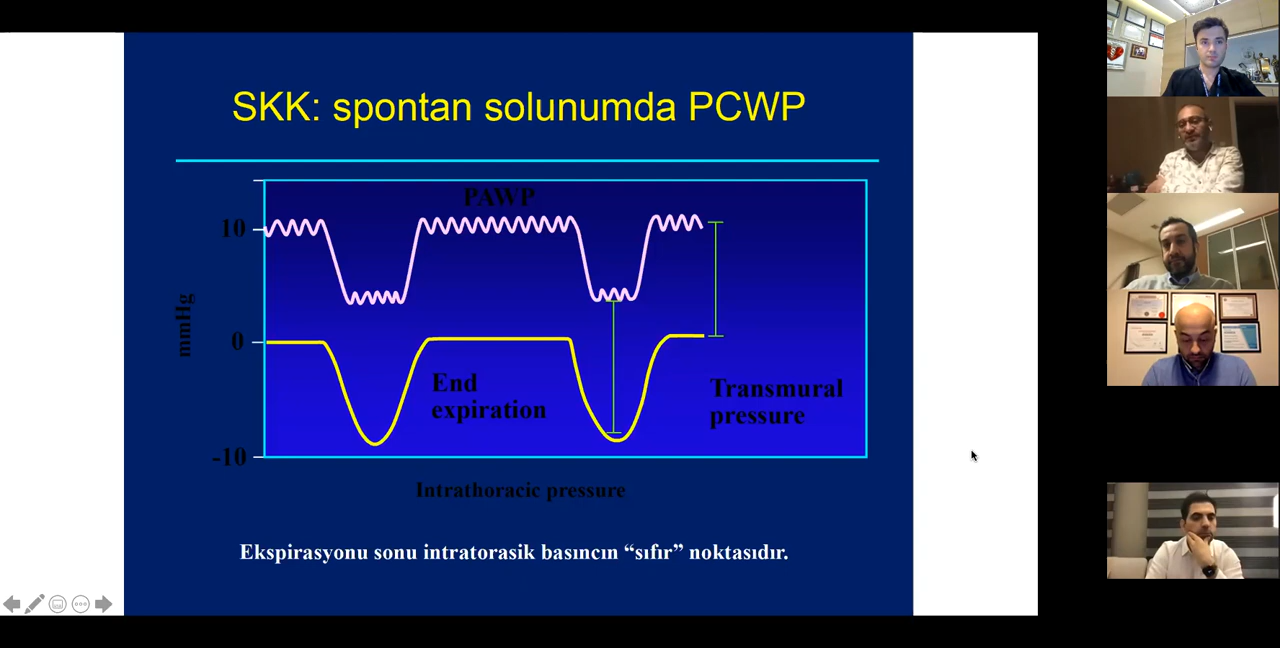 SKK: spontan solunumda PCWP
PAWP
10
mmHg
0
End
expiration
Transmural
pressure
-10
Intrathoracic pressure
Ekspirasyonu sonu intratorasik basıncın “sıfır” noktasıdır.